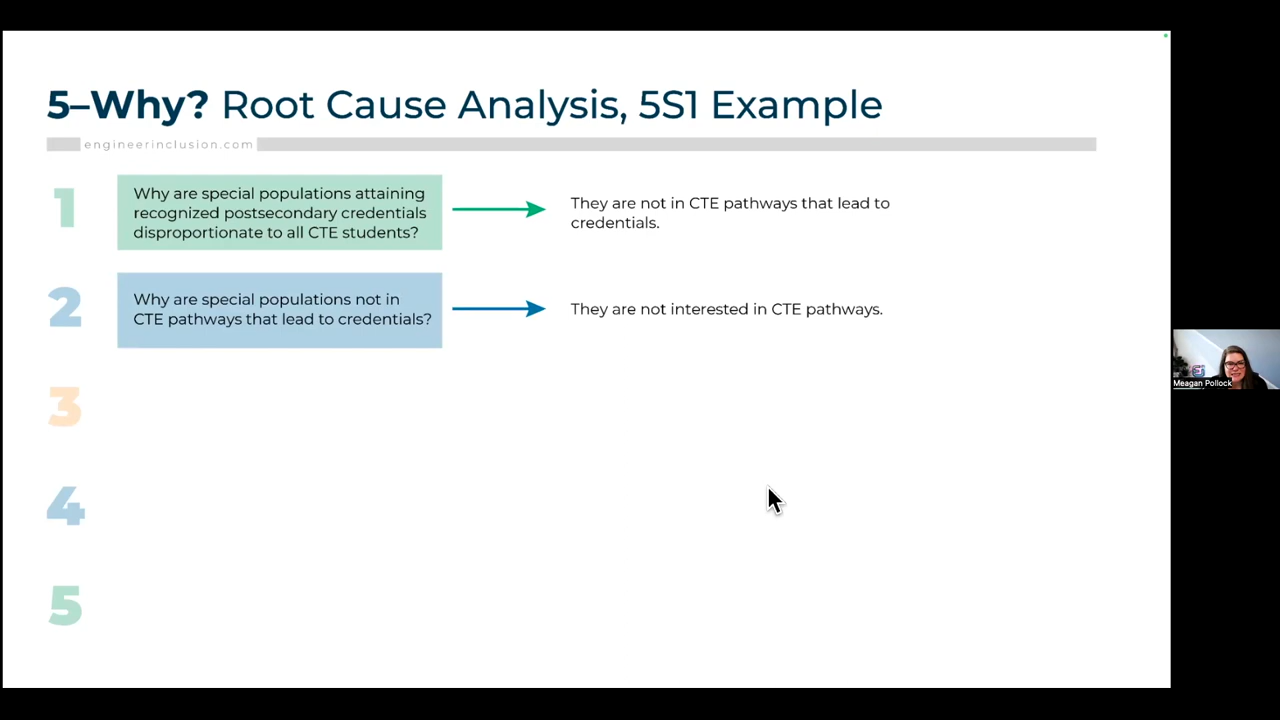 5–Why? Root Cause Analysis, 5S1 Example
engineerinclusion.com
1
Why are special populations attaining
recognized postsecondary credentials
disproportionate to all CTE students?
They are not in CTE pathways that lead to
credentials.
2
Why are special populations not in
CTE pathways that lead to credentials?
They are not interested in CTE pathways.
3
4
5
Meagan Pollock